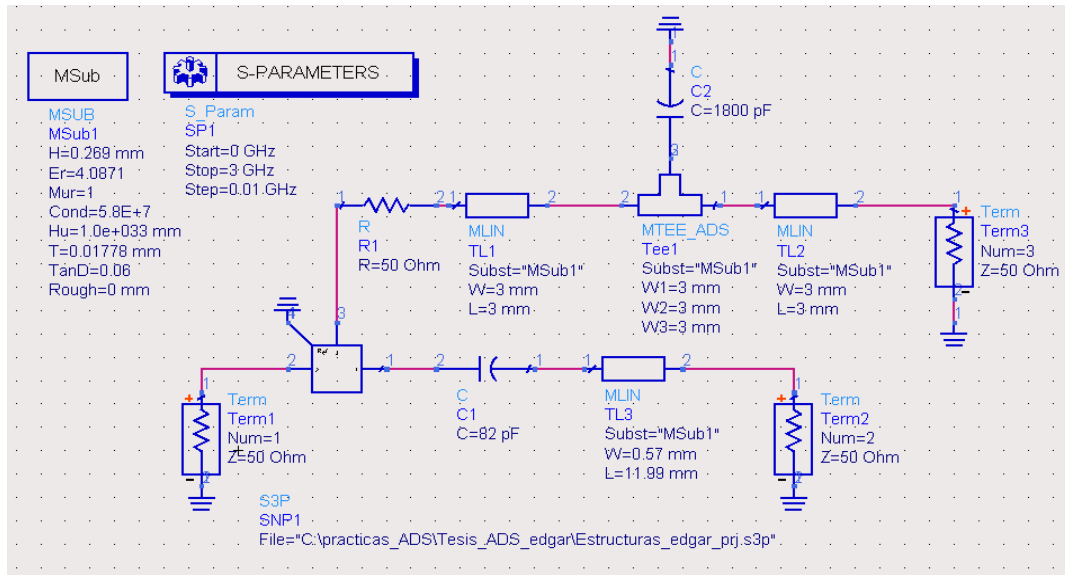 MSub
MSUB
MSub1
H=0.269 mm
Er=4.0871
Mur=1
Cond=5.8E+7
Hu=1.0e+033 mm
T=0.01778 mm
TanD=0.06
Rough=0 mm
S-PARAMETERS
S_Param
SP1
Start=0 GHz
Stop=3 GHz
Step=0.01 GHz
1
1
C
C2
C=1800 pF
3
1
2
1
2
2
1
1
2
1
R
R1
R=50 Ohm
MLIN
TL1
Subst="MSub1"
W=3 mm
L=3 mm
MTEE_ADS
Tee1
Subst="MSub1"
W1=3 mm
W2=3 mm
W3=3 mm
MLIN
TL2
Subst="MSub1"
W=3 mm
L=3 mm
Term
Term3
Num=3
Z=50 Ohm
2
1
4
3
Ref
2
1
2
1
1
2
1
1
Term
Term1
Num=1
Z=50 Ohm
C
C1
C=82 pF
MLIN
TL3
Subst="MSub1"
W=0.57 mm
L=11.99 mm
Term
Term2
Num=2
Z=50 Ohm
S3P
SNP1
File="C:\practicas_ADS\Tesis_ADS_edgar\Estructuras_edgar_prj.s3p"